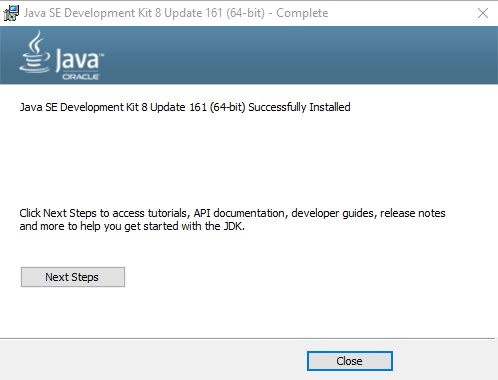 Java SE Development Kit 8 Update 161 (64-bit) - Complete
Java™
ORACLE
Java SE Development Kit 8 Update 161 (64-bit) Successfully Installed
Click Next Steps to access tutorials, API documentation, developer guides, release notes
and more to help you get started with the JDK.
Next Steps
Close